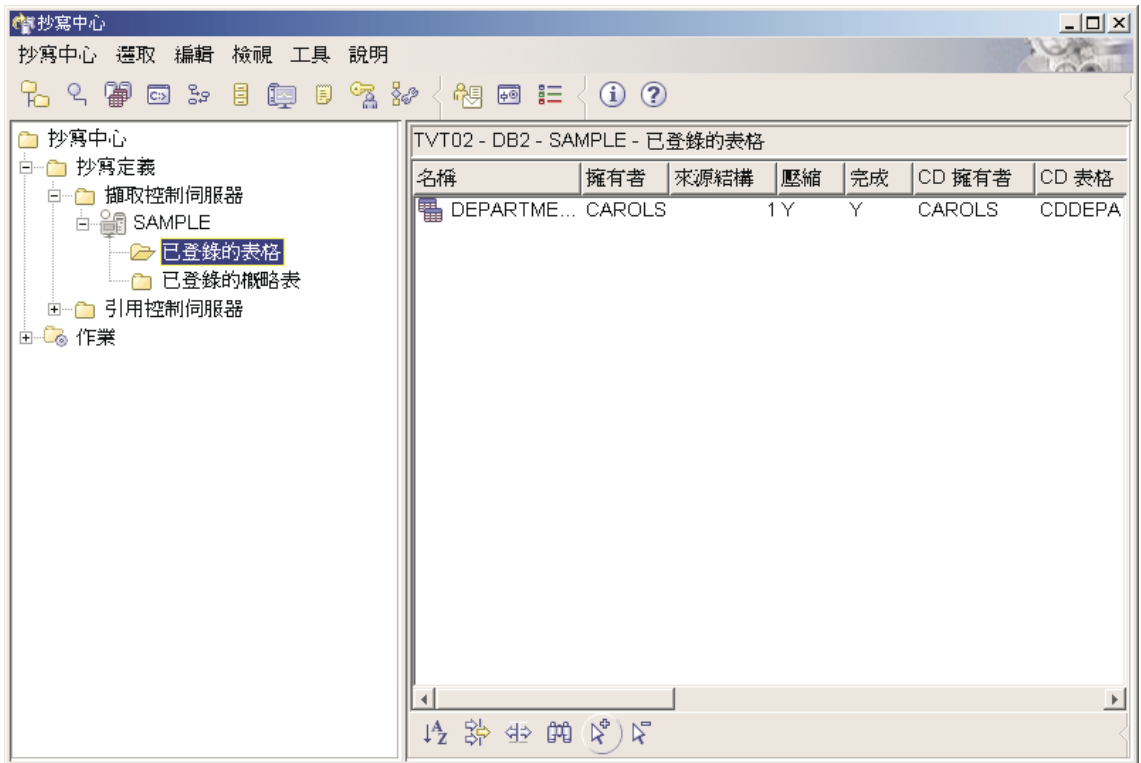 抄寫中心
抄寫中心 選取 編輯 檢視 工具 說明
抄寫中心
抄寫定義
擷取控制伺服器
SAMPLE
已登錄的表格
已登錄的概略表
引用控制伺服器
作業
TVT02 - DB2 - SAMPLE - 已登錄的表格
名稱 擁有者 來源結構 壓縮 完成 CD 擁有者 CD 表格
DEPARTME... CAROLS 1 Y Y CAROLS CDDEPA